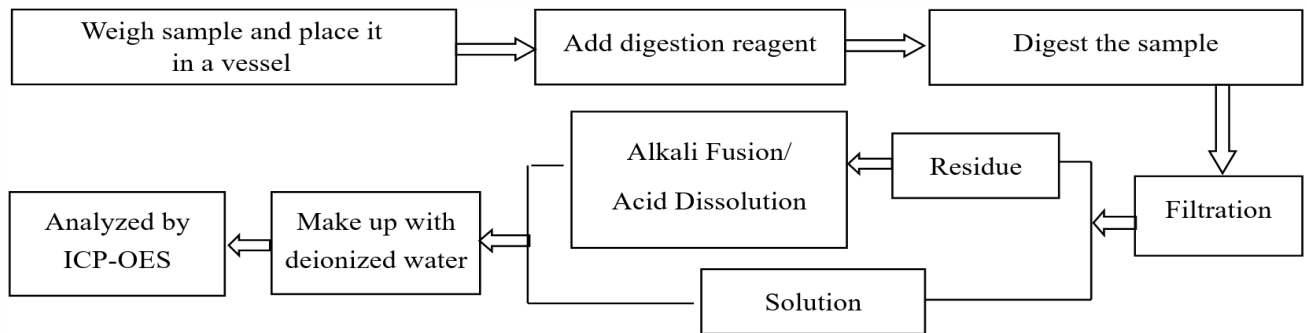 Weigh sample and place it
in a vessel
Add digestion reagent
Digest the sample
Filtration
Residue
Alkali Fusion/
Acid Dissolution
Solution
Make up with
deionized water
Analyzed by
ICP-OES